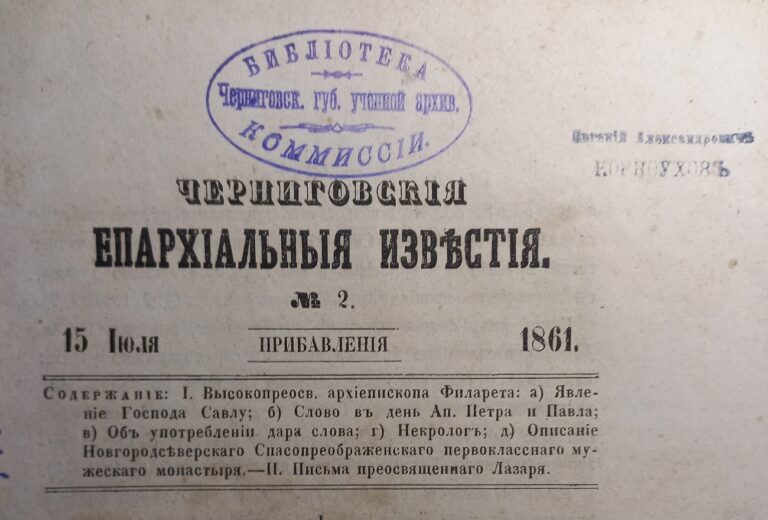 БИБЛІОТЕКА
Черниговск. губ. ученой архив.
КОММИССІИ.
Евгеній Александровичъ
КОРНОУХОВЪ
ЧЕРНИГОВСКІЯ
ЕПАРХІАЛЬНЫЯ ИЗВѢСТІЯ.
№ 2.
15 Іюля ПРИБАВЛЕНІЯ 1861.
Содержаніе: I. Высокопреосв. архіепископа Филарета: а) Явле-
ніе Господа Савлу; б) Слово въ день Ап. Петра и Павла;
в) Объ употребленіи дара слова; г) Некрологъ; д) Описаніе
Новгородсѣверскаго Спасопреображенскаго первокласснаго му-
жескаго монастыря.—II. Письма преосвященнаго Лазаря.